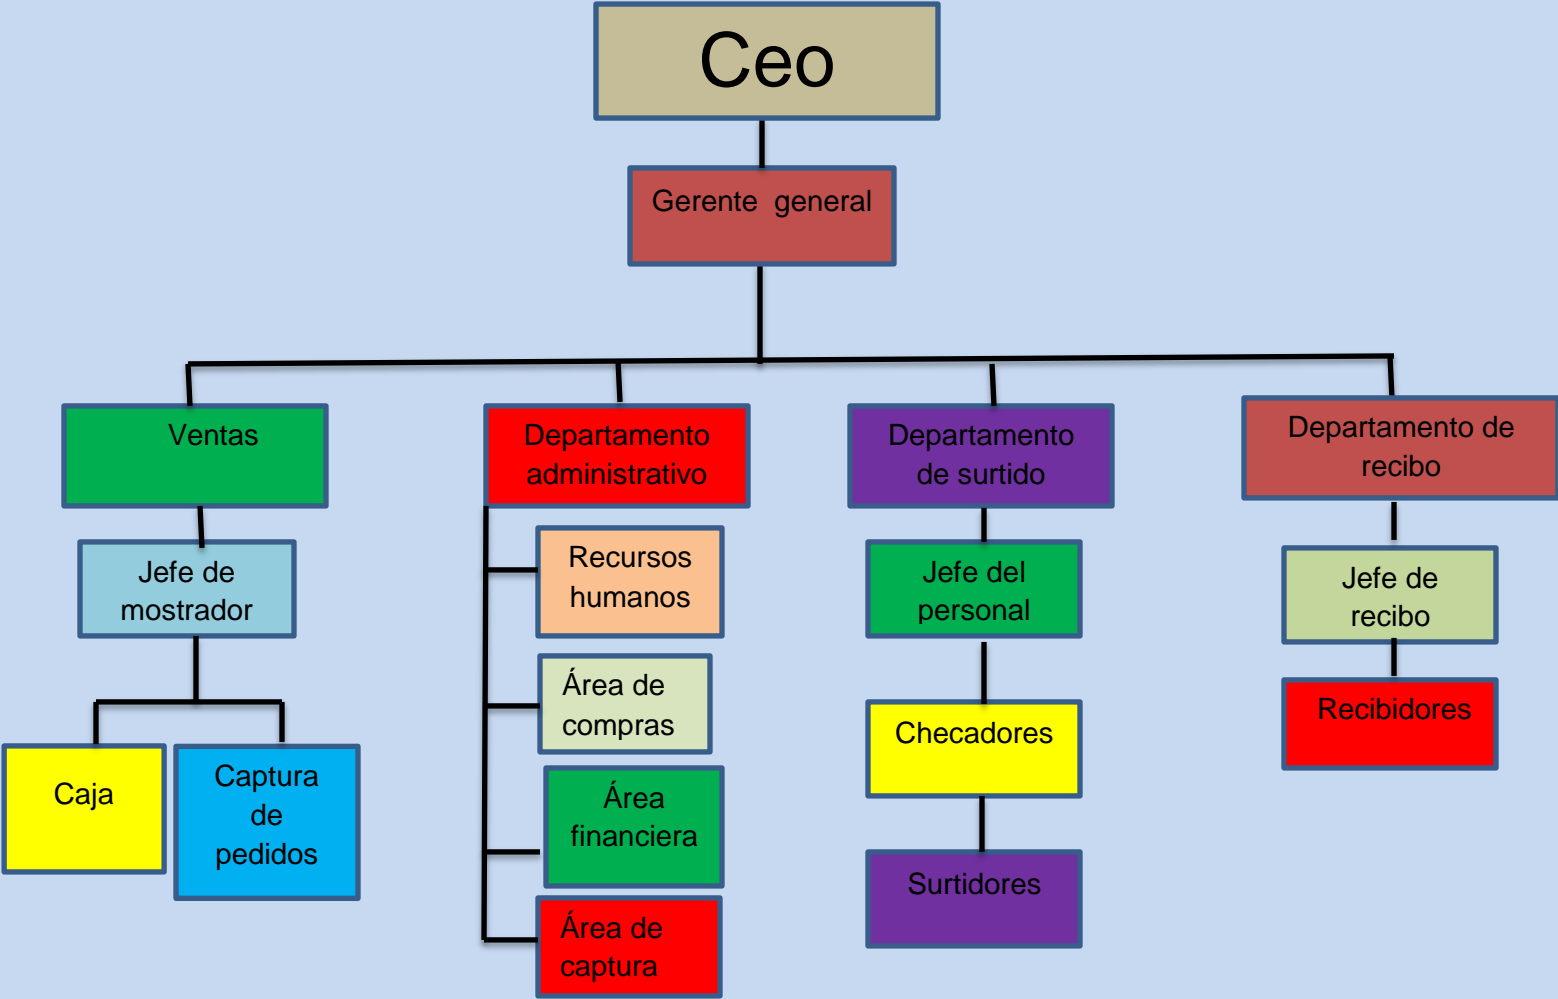 Ceo
Gerente  general
Ventas
Departamento
administrativo
Departamento
de surtido
Departamento de
recibo
Jefe de
mostrador
Recursos
humanos
Jefe del
personal
Jefe de
recibo
Área de
compras
Checadores
Recibidores
Caja
Captura
de
pedidos
Área
financiera
Surtidores
Área de
captura